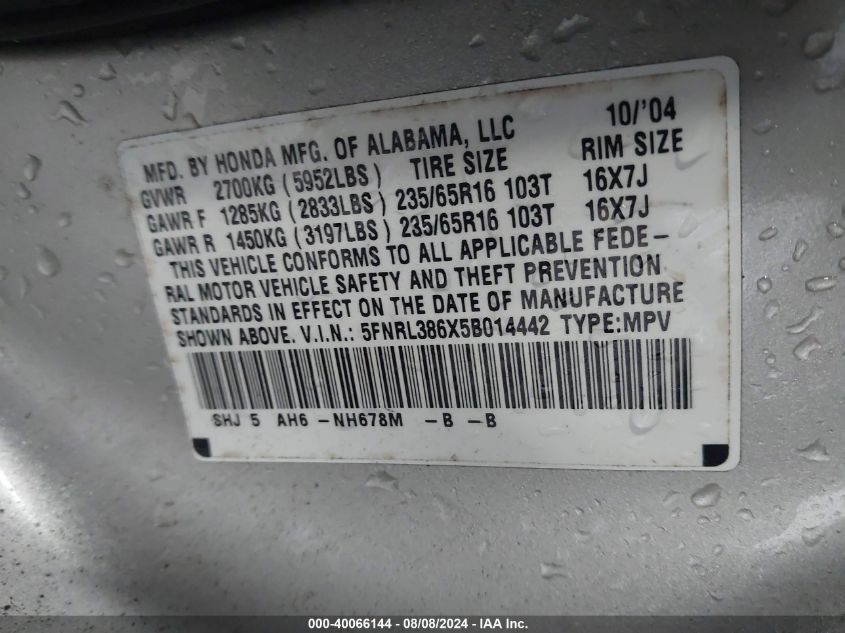 MFD. BY HONDA MFG. OF ALABAMA, LLC 10/'04
GVWR 2700KG (5952LBS) TIRE SIZE RIM SIZE
GAWR F 1285KG (2833LBS) 235/65R16 103T 16X7J
GAWR R 1450KG (3197LBS) 235/65R16 103T 16X7J
THIS VEHICLE CONFORMS TO ALL APPLICABLE FEDE-
RAL MOTOR VEHICLE SAFETY AND THEFT PREVENTION
STANDARDS IN EFFECT ON THE DATE OF MANUFACTURE
SHOWN ABOVE. V.I.N.: 5FNRL386X5B014442 TYPE:MPV
SHJ 5 AH6 -NH678M -B -B
000-40066144 - 08/08/2024 - IAA Inc.